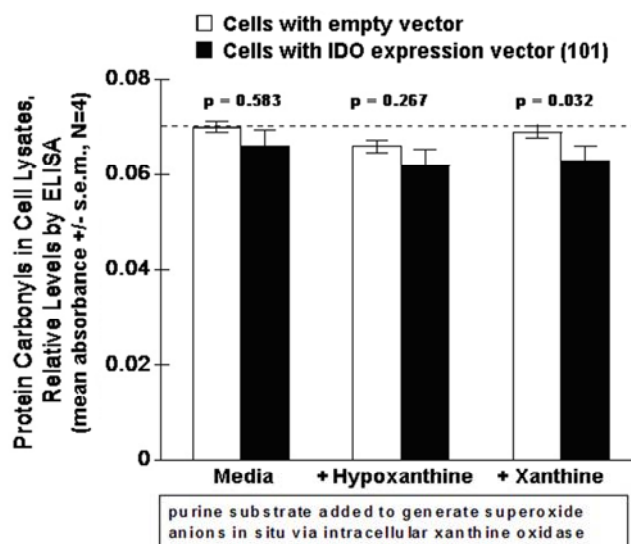 Cells with empty vector
Cells with IDO expression vector (101)
Protein Carbonyls in Cell Lysates,
Relative Levels by ELISA
(mean absorbance +/- s.e.m., N=4)
0.08
0.06
0.04
0.02
0
p = 0.583
p = 0.267
p = 0.032
Media
+ Hypoxanthine
+ Xanthine
purine substrate added to generate superoxide
anions in situ via intracellular xanthine oxidase